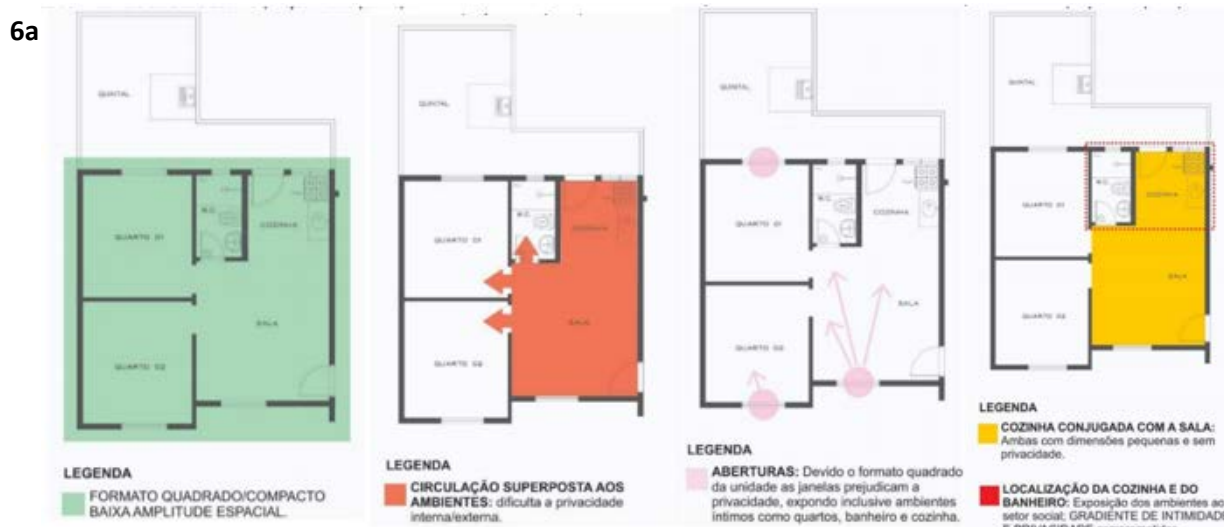 6a
QUINTAL
QUARTO 01
W.C.
COZINHA
SALA
QUARTO 02
LEGENDA
FORMATO QUADRADO/COMPACTO
BAIXA AMPLITUDE ESPACIAL.
QUINTAL
QUARTO 01
W.C.
COZINHA
SALA
QUARTO 02
LEGENDA
CIRCULAÇÃO SUPERPOSTA AOS
AMBIENTES: dificulta a privacidade
interna/externa.
QUINTAL
QUARTO 01
W.C.
COZINHA
SALA
QUARTO 02
LEGENDA
ABERTURAS: Devido o formato quadrado
da unidade as janelas prejudicam a
privacidade, expondo inclusive ambientes
íntimos como quartos, banheiro e cozinha.
QUINTAL
QUARTO 01
W.C.
COZINHA
SALA
QUARTO 02
LEGENDA
COZINHA CONJUGADA COM A SALA:
Ambas com dimensões pequenas e sem
privacidade.
LOCALIZAÇÃO DA COZINHA E DO
BANHEIRO: Exposição dos ambientes ao
setor social; GRADIENTE DE